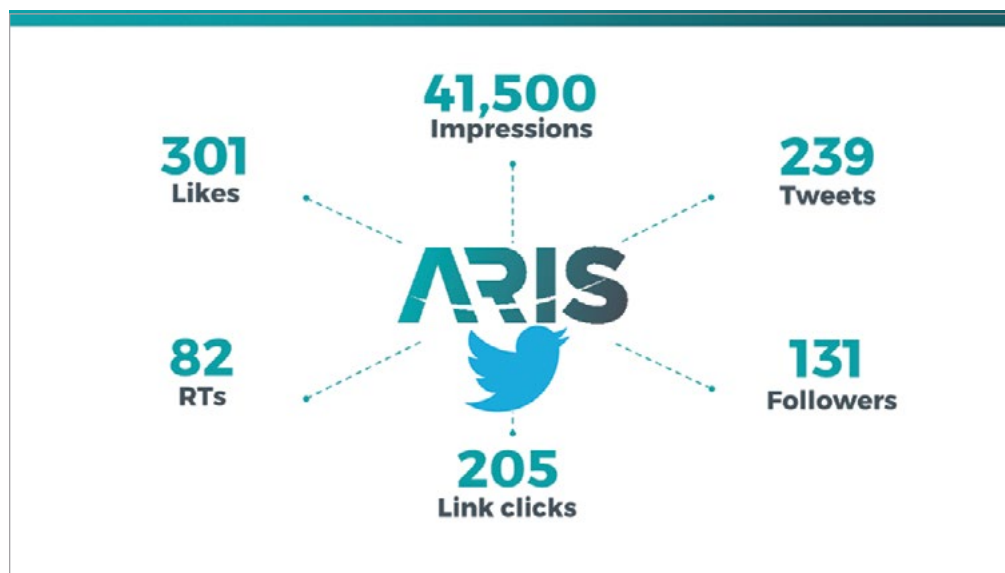 41,500
Impressions
301
Likes
239
Tweets
ARIS
82
RTs
131
Followers
205
Link clicks